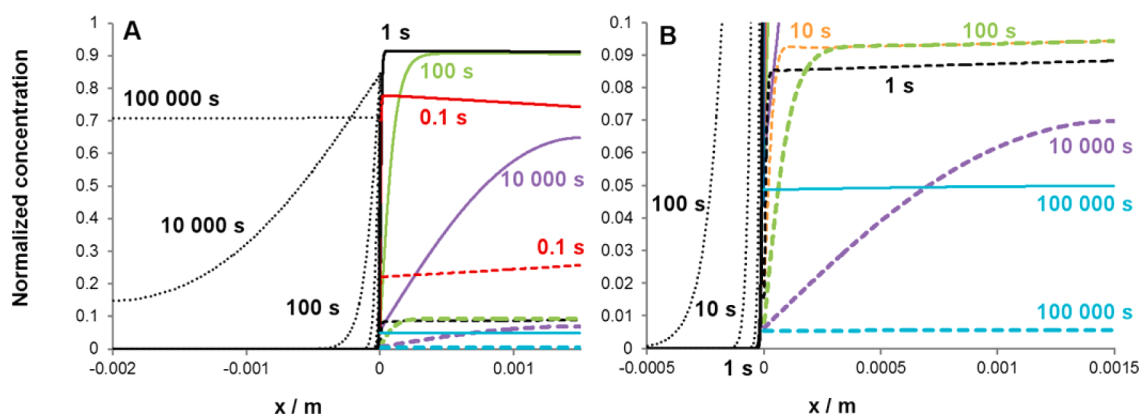 A
1 s
100 s
0.1 s
100 000 s
10 000 s
10 000 s
0.1 s
100 s
Normalized concentration
1
0.9
0.8
0.7
0.6
0.5
0.4
0.3
0.2
0.1
0
-0.002
-0.001
0
0.001
x / m
B
10 s
100 s
1 s
10 000 s
100 000 s
100 s
10 s
100 000 s
1 s
0.1
0.09
0.08
0.07
0.06
0.05
0.04
0.03
0.02
0.01
0
-0.0005
0
0.0005
0.001
0.0015
x / m